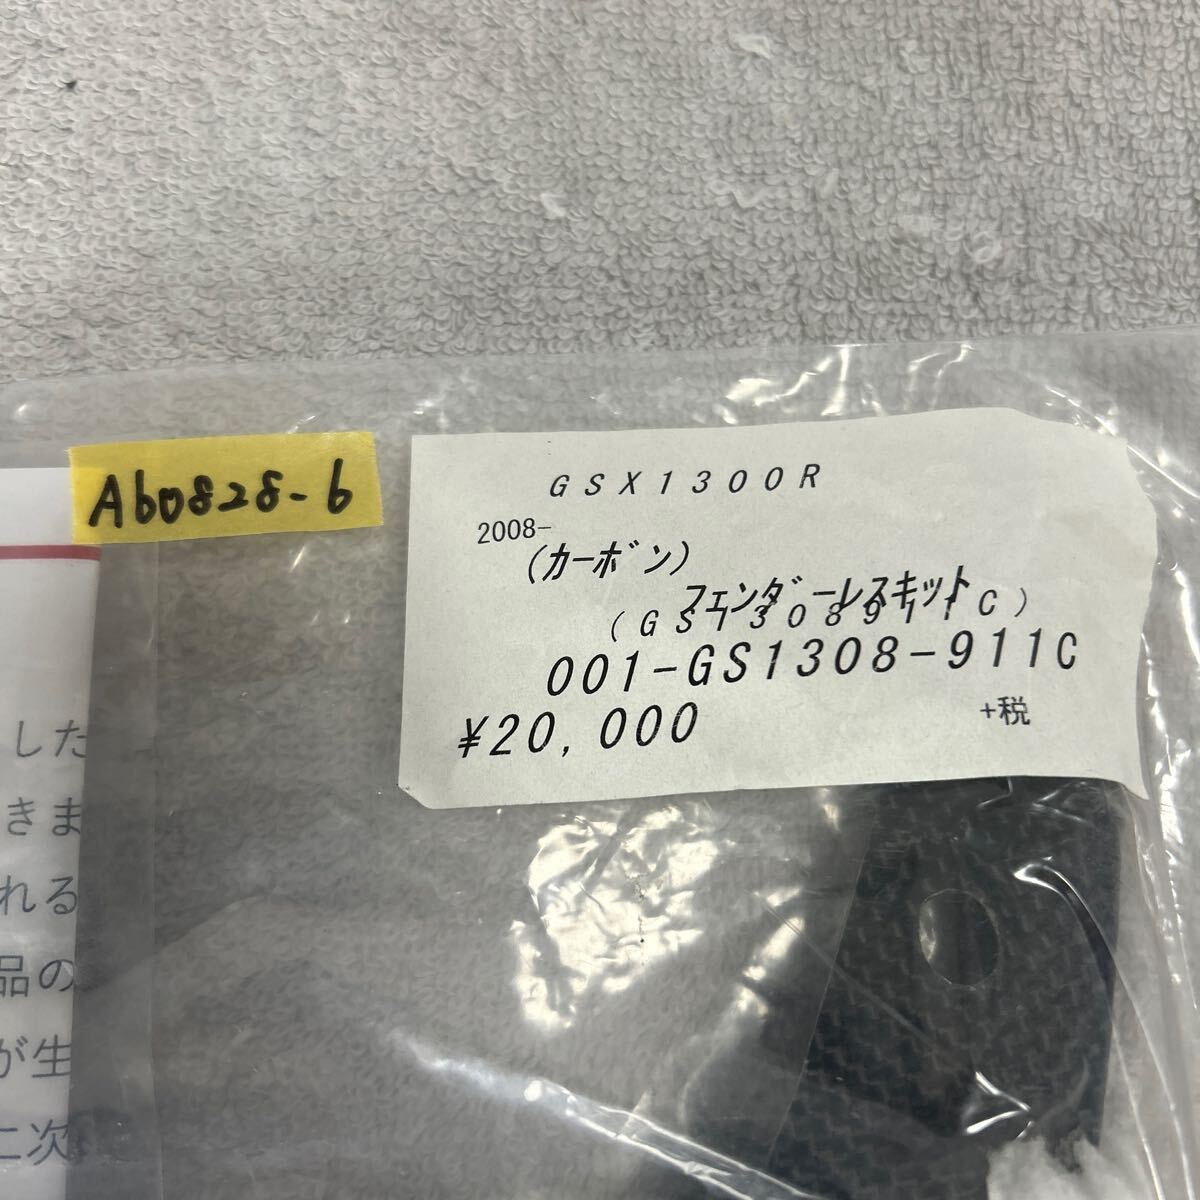 Ab0828-6
GSX1300R
2008-
(カーボン)
フェンダーレスキット
(GS1308911C)
001-GS1308-911C
¥20,000 +税
した
きま
れる
品の
が生
二次